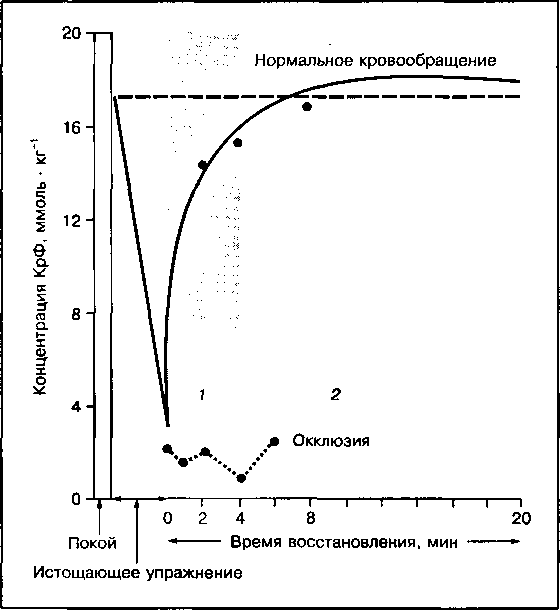 20
16
12
8
4
0
Концентрация КрФ, ммоль · кг⁻¹
Нормальное кровообращение
1
2
Окклюзия
0 2 4 8 20
Покой
Время восстановления, мин
Истощающее упражнение